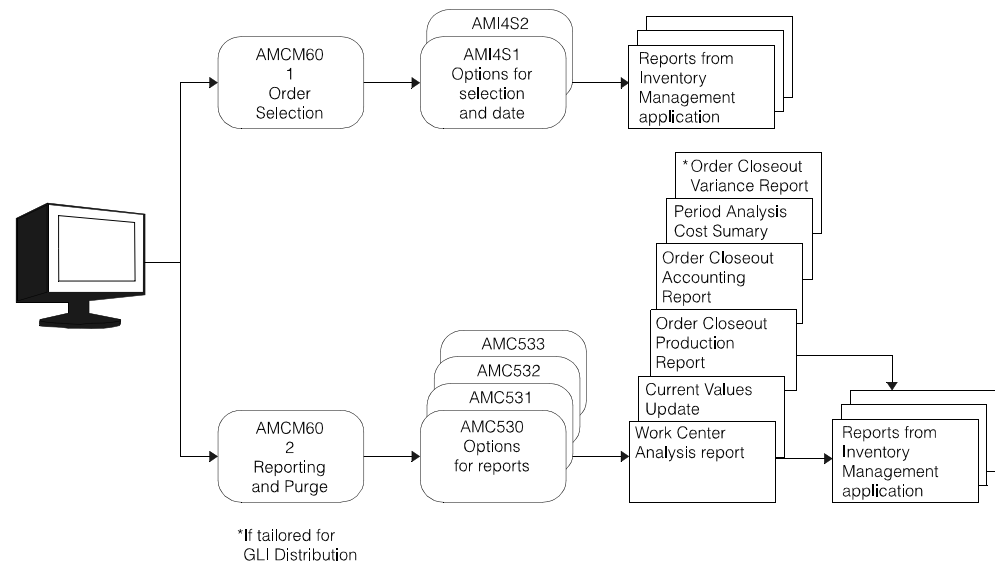 AMCM60
1
Order
Selection
AMI4S2
AMI4S1
Options for
selection
and date
Reports from
Inventory
Management
application
*Order Closeout
Variance Report
Period Analysis
Cost Sumary
Order Closeout
Accounting
Report
Order Closeout
Production
Report
Current Values
Update
Work Center
Analysis report
AMC533
AMC532
AMC531
AMC530
Options
for reports
AMCM60
2
Reporting
and Purge
Reports from
Inventory
Management
application
*If tailored for
GLI Distribution